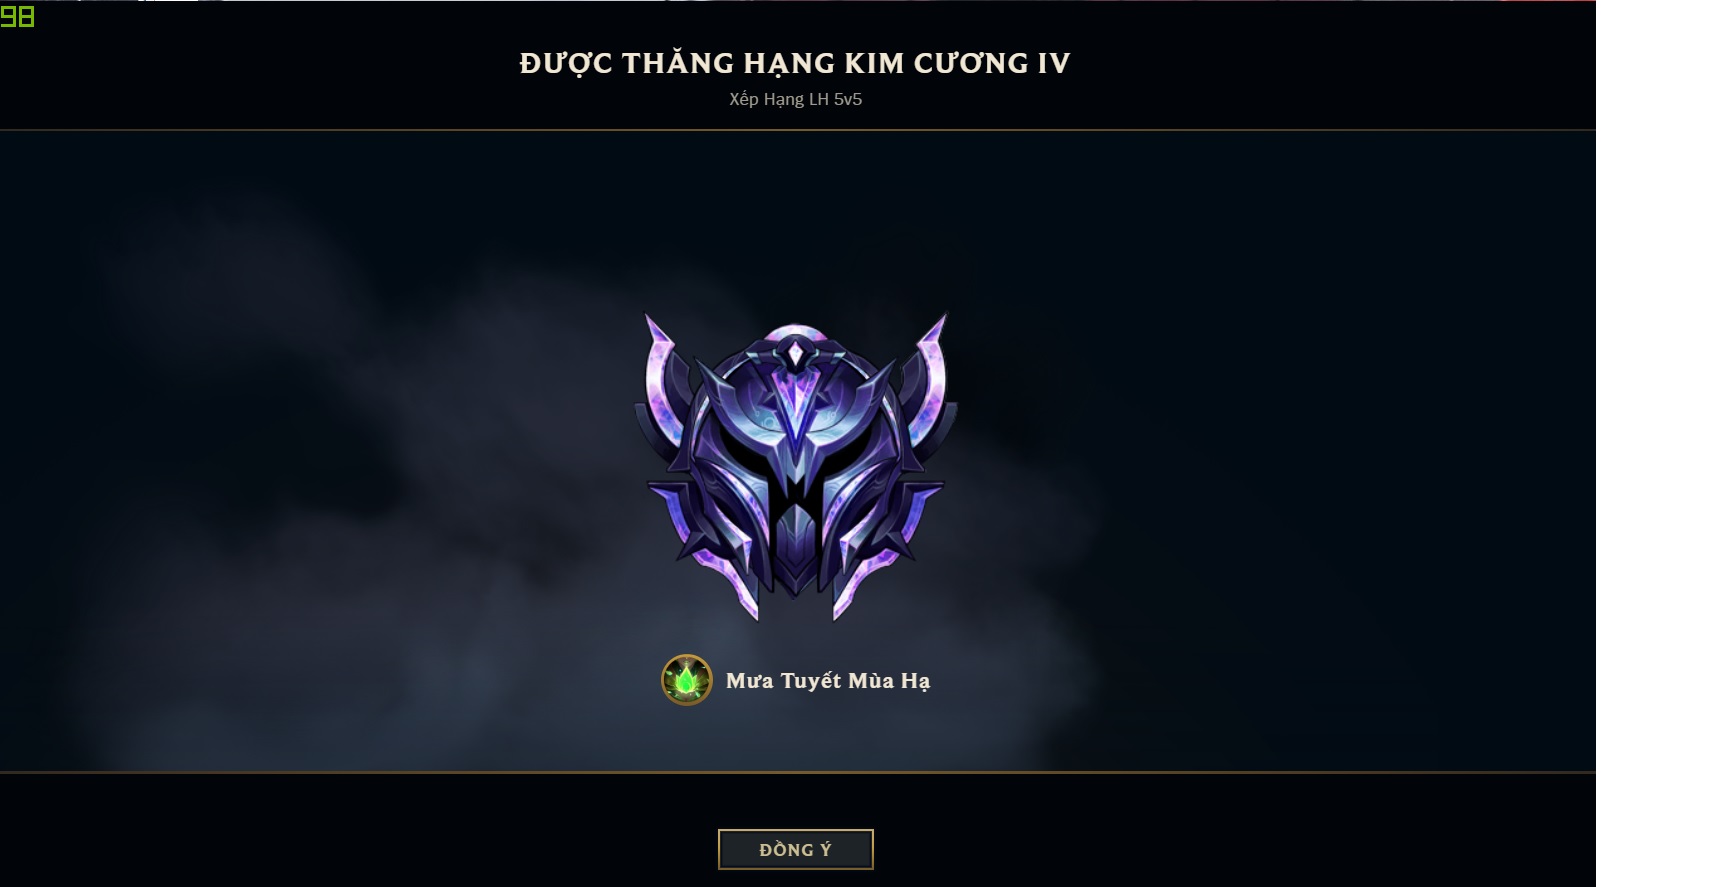 98
ĐƯỢC THĂNG HẠNG KIM CƯƠNG IV
Xếp Hạng LH 5v5
Mưa Tuyết Mùa Hạ
ĐỒNG Ý